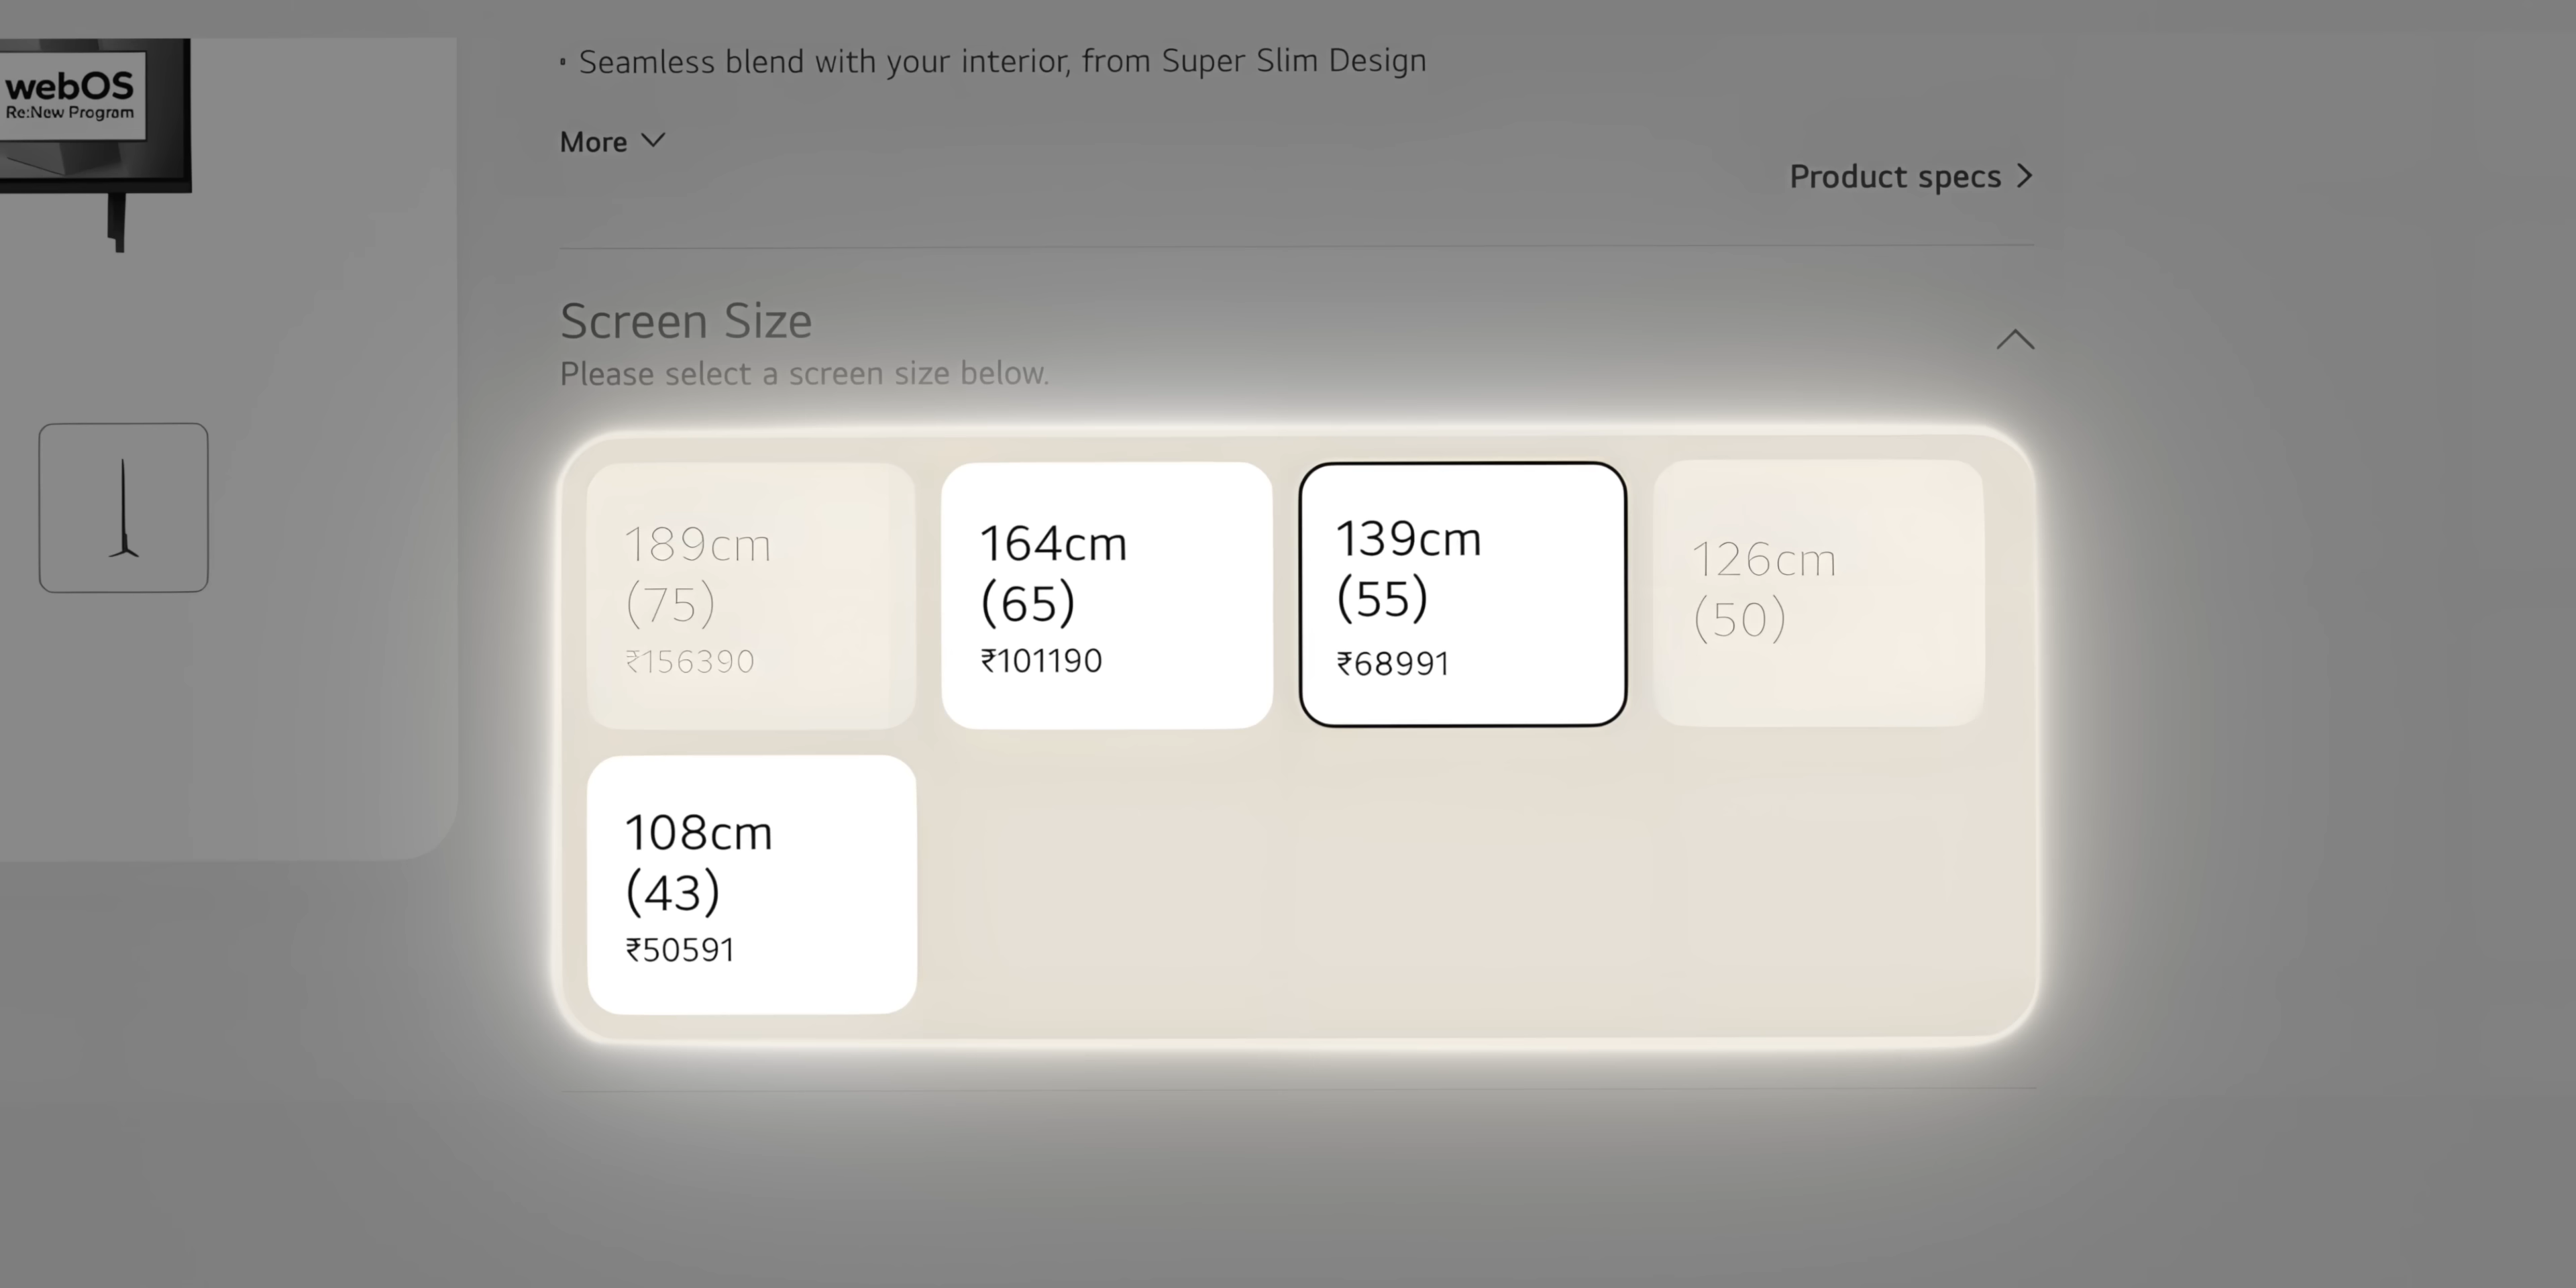 webOS
Re:New Program
• Seamless blend with your interior, from Super Slim Design
More
Product specs
Screen Size
Please select a screen size below.
189cm
(75)
₹156390
164cm
(65)
₹101190
139cm
(55)
₹68991
126cm
(50)
108cm
(43)
₹50591